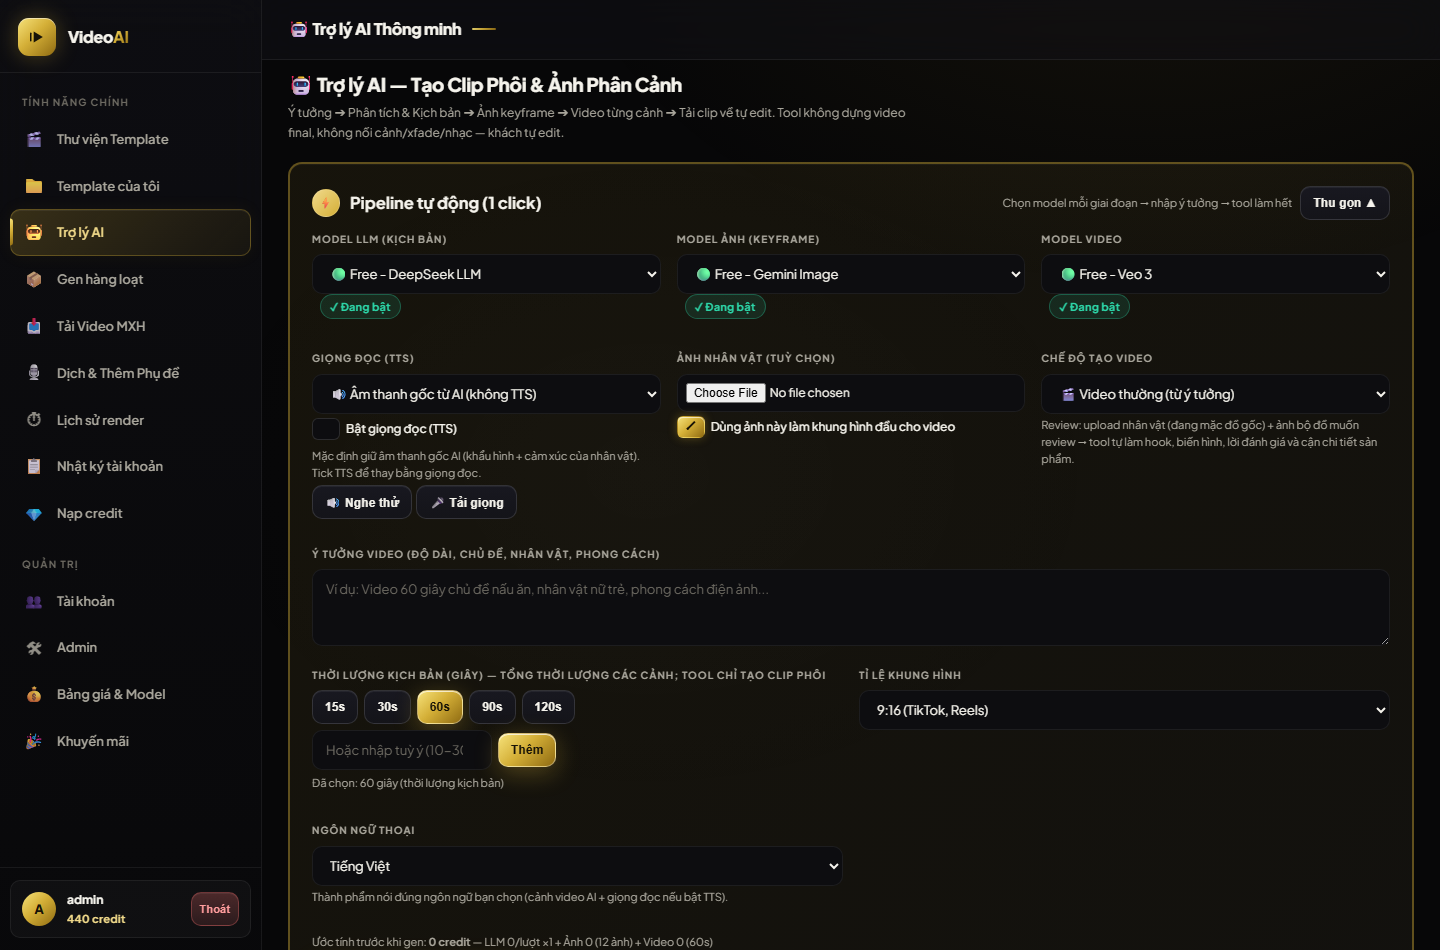 VideoAI
TÍNH NĂNG CHÍNH
Thư viện Template
Template của tôi
Trợ lý AI
Gen hàng loạt
Tải Video MXH
Dịch & Thêm Phụ đề
Lịch sử render
Nhật ký tài khoản
Nạp credit
QUẢN TRỊ
Tài khoản
Admin
Bảng giá & Model
Khuyến mãi
A
admin
440 credit
Thoát
Trợ lý AI Thông minh
Trợ lý AI — Tạo Clip Phôi & Ảnh Phân Cảnh
Ý tưởng → Phân tích & Kịch bản → Ảnh keyframe → Video từng cảnh → Tải clip về tự edit. Tool không dựng video
final, không nối cảnh/xfade/nhạc — khách tự edit.
Pipeline tự động (1 click)
Chọn model mỗi giai đoạn → nhập ý tưởng → tool làm hết
Thu gọn ▲
MODEL LLM (KỊCH BẢN)
MODEL ẢNH (KEYFRAME)
MODEL VIDEO
Free - DeepSeek LLM
Free - Gemini Image
Free - Veo 3
✓ Đang bật
✓ Đang bật
✓ Đang bật
GIỌNG ĐỌC (TTS)
ẢNH NHÂN VẬT (TUỲ CHỌN)
CHẾ ĐỘ TẠO VIDEO
Âm thanh gốc từ AI (không TTS)
Choose File No file chosen
Video thường (từ ý tưởng)
Bật giọng đọc (TTS)
Dùng ảnh này làm khung hình đầu cho video
Review: upload nhân vật (đang mặc đồ gốc) + ảnh bộ đồ muốn
review → tool tự làm hook, biến hình, lời đánh giá và cận chi tiết sản
phẩm.
Mặc định giữ âm thanh gốc AI (khẩu hình + cảm xúc của nhân vật).
Tick TTS để thay bằng giọng đọc.
Nghe thử
Tải giọng
Ý TƯỞNG VIDEO (ĐỘ DÀI, CHỦ ĐỀ, NHÂN VẬT, PHONG CÁCH)
Ví dụ: Video 60 giây chủ đề nấu ăn, nhân vật nữ trẻ, phong cách điện ảnh...
THỜI LƯỢNG KỊCH BẢN (GIÂY) — TỔNG THỜI LƯỢNG CÁC CẢNH; TOOL CHỈ TẠO CLIP PHÔI
TỈ LỆ KHUNG HÌNH
15s
30s
60s
90s
120s
9:16 (TikTok, Reels)
Hoặc nhập tuỳ ý (10–30
Thêm
Đã chọn: 60 giây (thời lượng kịch bản)
NGÔN NGỮ THOẠI
Tiếng Việt
Thành phẩm nói đúng ngôn ngữ bạn chọn (cảnh video AI + giọng đọc nếu bật TTS).
Ước tính trước khi gen: 0 credit — LLM 0/lượt ×1 + Ảnh 0 (12 ảnh) + Video 0 (60s)